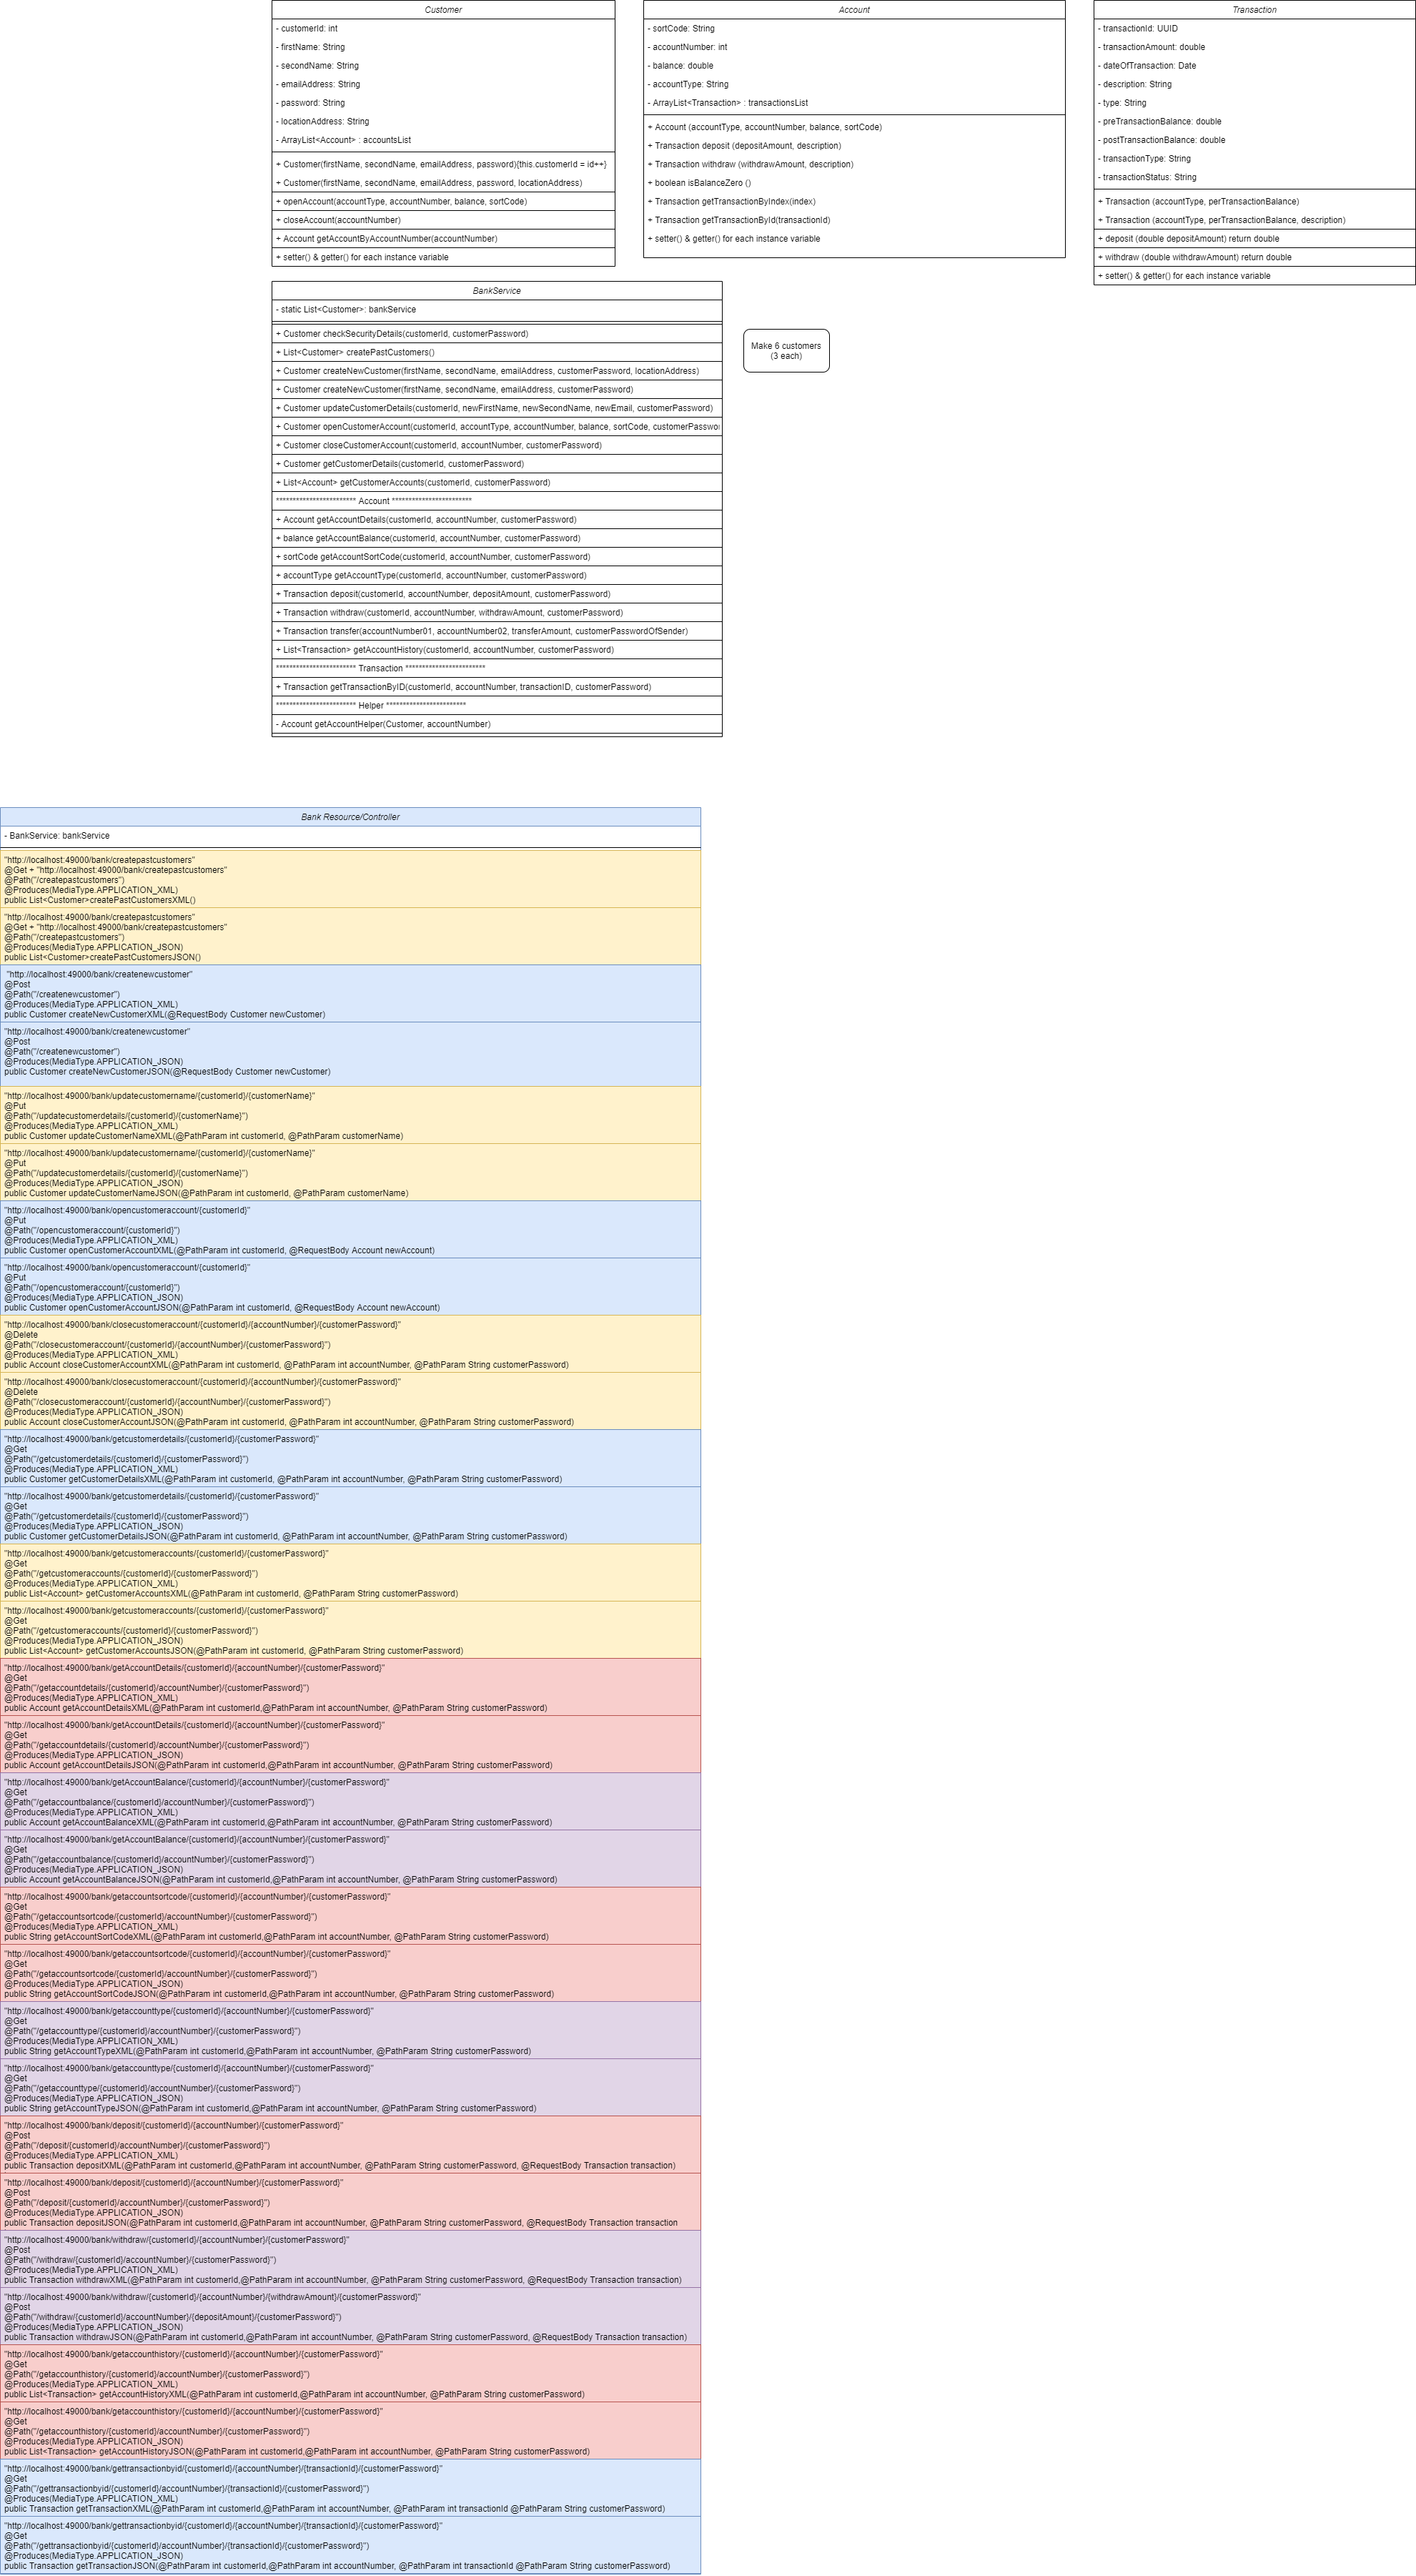 Customer
- customerId: int
- firstName: String
- secondName: String
- emailAddress: String
- password: String
- locationAddress: String
- ArrayList<Account> : accountsList
+ Customer(firstName, secondName, emailAddress, password){this.customerId = id++}
+ Customer(firstName, secondName, emailAddress, password, locationAddress)
+ openAccount(accountType, accountNumber, balance, sortCode)
+ closeAccount(accountNumber)
+ Account getAccountByAccountNumber(accountNumber)
+ setter() & getter() for each instance variable
Account
- sortCode: String
- accountNumber: int
- balance: double
- accountType: String
- ArrayList<Transaction> : transactionsList
+ Account (accountType, accountNumber, balance, sortCode)
+ Transaction deposit (depositAmount, description)
+ Transaction withdraw (withdrawAmount, description)
+ boolean isBalanceZero ()
+ Transaction getTransactionByIndex(index)
+ Transaction getTransactionById(transactionId)
+ setter() & getter() for each instance variable
Transaction
- transactionId: UUID
- transactionAmount: double
- dateOfTransaction: Date
- description: String
- type: String
- preTransactionBalance: double
- postTransactionBalance: double
- transactionType: String
- transactionStatus: String
+ Transaction (accountType, perTransactionBalance)
+ Transaction (accountType, perTransactionBalance, description)
+ deposit (double depositAmount) return double
+ withdraw (double withdrawAmount) return double
+ setter() & getter() for each instance variable
BankService
- static List<Customer>: bankService
+ Customer checkSecurityDetails(customerId, customerPassword)
+ List<Customer> createPastCustomers()
+ Customer createNewCustomer(firstName, secondName, emailAddress, customerPassword, locationAddress)
+ Customer createNewCustomer(firstName, secondName, emailAddress, customerPassword)
+ Customer updateCustomerDetails(customerId, newFirstName, newSecondName, newEmail, customerPassword)
+ Customer openCustomerAccount(customerId, accountType, accountNumber, balance, sortCode, customerPasswor
+ Customer closeCustomerAccount(customerId, accountNumber, customerPassword)
+ Customer getCustomerDetails(customerId, customerPassword)
+ List<Account> getCustomerAccounts(customerId, customerPassword)
************************ Account ************************
+ Account getAccountDetails(customerId, accountNumber, customerPassword)
+ balance getAccountBalance(customerId, accountNumber, customerPassword)
+ sortCode getAccountSortCode(customerId, accountNumber, customerPassword)
+ accountType getAccountType(customerId, accountNumber, customerPassword)
+ Transaction deposit(customerId, accountNumber, depositAmount, customerPassword)
+ Transaction withdraw(customerId, accountNumber, withdrawAmount, customerPassword)
+ Transaction transfer(accountNumber01, accountNumber02, transferAmount, customerPasswordOfSender)
+ List<Transaction> getAccountHistory(customerId, accountNumber, customerPassword)
************************ Transaction ************************
+ Transaction getTransactionByID(customerId, accountNumber, transactionID, customerPassword)
************************ Helper ************************
- Account getAccountHelper(Customer, accountNumber)
Make 6 customers
(3 each)
Bank Resource/Controller
- BankService: bankService
"http://localhost:49000/bank/createpastcustomers"
@Get + "http://localhost:49000/bank/createpastcustomers"
@Path("/createpastcustomers")
@Produces(MediaType.APPLICATION_XML)
public List<Customer>createPastCustomersXML()
"http://localhost:49000/bank/createpastcustomers"
@Get + "http://localhost:49000/bank/createpastcustomers"
@Path("/createpastcustomers")
@Produces(MediaType.APPLICATION_JSON)
public List<Customer>createPastCustomersJSON()
"http://localhost:49000/bank/createnewcustomer"
@Post
@Path("/createnewcustomer")
@Produces(MediaType.APPLICATION_XML)
public Customer createNewCustomerXML(@RequestBody Customer newCustomer)
"http://localhost:49000/bank/createnewcustomer"
@Post
@Path("/createnewcustomer")
@Produces(MediaType.APPLICATION_JSON)
public Customer createNewCustomerJSON(@RequestBody Customer newCustomer)
"http://localhost:49000/bank/updatecustomername/{customerId}/{customerName}"
@Put
@Path("/updatecustomerdetails/{customerId}/{customerName}")
@Produces(MediaType.APPLICATION_XML)
public Customer updateCustomerNameXML(@PathParam int customerId, @PathParam customerName)
"http://localhost:49000/bank/updatecustomername/{customerId}/{customerName}"
@Put
@Path("/updatecustomerdetails/{customerId}/{customerName}")
@Produces(MediaType.APPLICATION_JSON)
public Customer updateCustomerNameJSON(@PathParam int customerId, @PathParam customerName)
"http://localhost:49000/bank/opencustomeraccount/{customerId}"
@Put
@Path("/opencustomeraccount/{customerId}")
@Produces(MediaType.APPLICATION_XML)
public Customer openCustomerAccountXML(@PathParam int customerId, @RequestBody Account newAccount)
"http://localhost:49000/bank/opencustomeraccount/{customerId}"
@Put
@Path("/opencustomeraccount/{customerId}")
@Produces(MediaType.APPLICATION_JSON)
public Customer openCustomerAccountJSON(@PathParam int customerId, @RequestBody Account newAccount)
"http://localhost:49000/bank/closecustomeraccount/{customerId}/{accountNumber}/{customerPassword}"
@Delete
@Path("/closecustomeraccount/{customerId}/{accountNumber}/{customerPassword}")
@Produces(MediaType.APPLICATION_XML)
public Account closeCustomerAccountXML(@PathParam int customerId, @PathParam int accountNumber, @PathParam String customerPassword)
"http://localhost:49000/bank/closecustomeraccount/{customerId}/{accountNumber}/{customerPassword}"
@Delete
@Path("/closecustomeraccount/{customerId}/{accountNumber}/{customerPassword}")
@Produces(MediaType.APPLICATION_JSON)
public Account closeCustomerAccountJSON(@PathParam int customerId, @PathParam int accountNumber, @PathParam String customerPassword)
"http://localhost:49000/bank/getcustomerdetails/{customerId}/{customerPassword}"
@Get
@Path("/getcustomerdetails/{customerId}/{customerPassword}")
@Produces(MediaType.APPLICATION_XML)
public Customer getCustomerDetailsXML(@PathParam int customerId, @PathParam int accountNumber, @PathParam String customerPassword)
"http://localhost:49000/bank/getcustomerdetails/{customerId}/{customerPassword}"
@Get
@Path("/getcustomerdetails/{customerId}/{customerPassword}")
@Produces(MediaType.APPLICATION_JSON)
public Customer getCustomerDetailsJSON(@PathParam int customerId, @PathParam int accountNumber, @PathParam String customerPassword)
"http://localhost:49000/bank/getcustomeraccounts/{customerId}/{customerPassword}"
@Get
@Path("/getcustomeraccounts/{customerId}/{customerPassword}")
@Produces(MediaType.APPLICATION_XML)
public List<Account> getCustomerAccountsXML(@PathParam int customerId, @PathParam String customerPassword)
"http://localhost:49000/bank/getcustomeraccounts/{customerId}/{customerPassword}"
@Get
@Path("/getcustomeraccounts/{customerId}/{customerPassword}")
@Produces(MediaType.APPLICATION_JSON)
public List<Account> getCustomerAccountsJSON(@PathParam int customerId, @PathParam String customerPassword)
"http://localhost:49000/bank/getAccountDetails/{customerId}/{accountNumber}/{customerPassword}"
@Get
@Path("/getaccountdetails/{customerId}/accountNumber}/{customerPassword}")
@Produces(MediaType.APPLICATION_XML)
public Account getAccountDetailsXML(@PathParam int customerId,@PathParam int accountNumber, @PathParam String customerPassword)
"http://localhost:49000/bank/getAccountDetails/{customerId}/{accountNumber}/{customerPassword}"
@Get
@Path("/getaccountdetails/{customerId}/accountNumber}/{customerPassword}")
@Produces(MediaType.APPLICATION_JSON)
public Account getAccountDetailsJSON(@PathParam int customerId,@PathParam int accountNumber, @PathParam String customerPassword)
"http://localhost:49000/bank/getAccountBalance/{customerId}/{accountNumber}/{customerPassword}"
@Get
@Path("/getaccountbalance/{customerId}/accountNumber}/{customerPassword}")
@Produces(MediaType.APPLICATION_XML)
public Account getAccountBalanceXML(@PathParam int customerId,@PathParam int accountNumber, @PathParam String customerPassword)
"http://localhost:49000/bank/getAccountBalance/{customerId}/{accountNumber}/{customerPassword}"
@Get
@Path("/getaccountbalance/{customerId}/accountNumber}/{customerPassword}")
@Produces(MediaType.APPLICATION_JSON)
public Account getAccountBalanceJSON(@PathParam int customerId,@PathParam int accountNumber, @PathParam String customerPassword)
"http://localhost:49000/bank/getaccountsortcode/{customerId}/{accountNumber}/{customerPassword}"
@Get
@Path("/getaccountsortcode/{customerId}/accountNumber}/{customerPassword}")
@Produces(MediaType.APPLICATION_XML)
public String getAccountSortCodeXML(@PathParam int customerId,@PathParam int accountNumber, @PathParam String customerPassword)
"http://localhost:49000/bank/getaccountsortcode/{customerId}/{accountNumber}/{customerPassword}"
@Get
@Path("/getaccountsortcode/{customerId}/accountNumber}/{customerPassword}")
@Produces(MediaType.APPLICATION_JSON)
public String getAccountSortCodeJSON(@PathParam int customerId,@PathParam int accountNumber, @PathParam String customerPassword)
"http://localhost:49000/bank/getaccounttype/{customerId}/{accountNumber}/{customerPassword}"
@Get
@Path("/getaccounttype/{customerId}/accountNumber}/{customerPassword}")
@Produces(MediaType.APPLICATION_XML)
public String getAccountTypeXML(@PathParam int customerId,@PathParam int accountNumber, @PathParam String customerPassword)
"http://localhost:49000/bank/getaccounttype/{customerId}/{accountNumber}/{customerPassword}"
@Get
@Path("/getaccounttype/{customerId}/accountNumber}/{customerPassword}")
@Produces(MediaType.APPLICATION_JSON)
public String getAccountTypeJSON(@PathParam int customerId,@PathParam int accountNumber, @PathParam String customerPassword)
"http://localhost:49000/bank/deposit/{customerId}/{accountNumber}/{customerPassword}"
@Post
@Path("/deposit/{customerId}/accountNumber}/{customerPassword}")
@Produces(MediaType.APPLICATION_XML)
public Transaction depositXML(@PathParam int customerId,@PathParam int accountNumber, @PathParam String customerPassword, @RequestBody Transaction transaction)
"http://localhost:49000/bank/deposit/{customerId}/{accountNumber}/{customerPassword}"
@Post
@Path("/deposit/{customerId}/accountNumber}/{customerPassword}")
@Produces(MediaType.APPLICATION_JSON)
public Transaction depositJSON(@PathParam int customerId,@PathParam int accountNumber, @PathParam String customerPassword, @RequestBody Transaction transaction
"http://localhost:49000/bank/withdraw/{customerId}/{accountNumber}/{customerPassword}"
@Post
@Path("/withdraw/{customerId}/accountNumber}/{customerPassword}")
@Produces(MediaType.APPLICATION_XML)
public Transaction withdrawXML(@PathParam int customerId,@PathParam int accountNumber, @PathParam String customerPassword, @RequestBody Transaction transaction)
"http://localhost:49000/bank/withdraw/{customerId}/{accountNumber}/{withdrawAmount}/{customerPassword}"
@Post
@Path("/withdraw/{customerId}/accountNumber}/{depositAmount}/{customerPassword}")
@Produces(MediaType.APPLICATION_JSON)
public Transaction withdrawJSON(@PathParam int customerId,@PathParam int accountNumber, @PathParam String customerPassword, @RequestBody Transaction transaction)
"http://localhost:49000/bank/getaccounthistory/{customerId}/{accountNumber}/{customerPassword}"
@Get
@Path("/getaccounthistory/{customerId}/accountNumber}/{customerPassword}")
@Produces(MediaType.APPLICATION_XML)
public List<Transaction> getAccountHistoryXML(@PathParam int customerId,@PathParam int accountNumber, @PathParam String customerPassword)
"http://localhost:49000/bank/getaccounthistory/{customerId}/{accountNumber}/{customerPassword}"
@Get
@Path("/getaccounthistory/{customerId}/accountNumber}/{customerPassword}")
@Produces(MediaType.APPLICATION_JSON)
public List<Transaction> getAccountHistoryJSON(@PathParam int customerId,@PathParam int accountNumber, @PathParam String customerPassword)
"http://localhost:49000/bank/gettransactionbyid/{customerId}/{accountNumber}/{transactionId}/{customerPassword}"
@Get
@Path("/gettransactionbyid/{customerId}/accountNumber}/{transactionId}/{customerPassword}")
@Produces(MediaType.APPLICATION_XML)
public Transaction getTransactionXML(@PathParam int customerId,@PathParam int accountNumber, @PathParam int transactionId @PathParam String customerPassword)
"http://localhost:49000/bank/gettransactionbyid/{customerId}/{accountNumber}/{transactionId}/{customerPassword}"
@Get
@Path("/gettransactionbyid/{customerId}/accountNumber}/{transactionId}/{customerPassword}")
@Produces(MediaType.APPLICATION_JSON)
public Transaction getTransactionJSON(@PathParam int customerId,@PathParam int accountNumber, @PathParam int transactionId @PathParam String customerPassword)